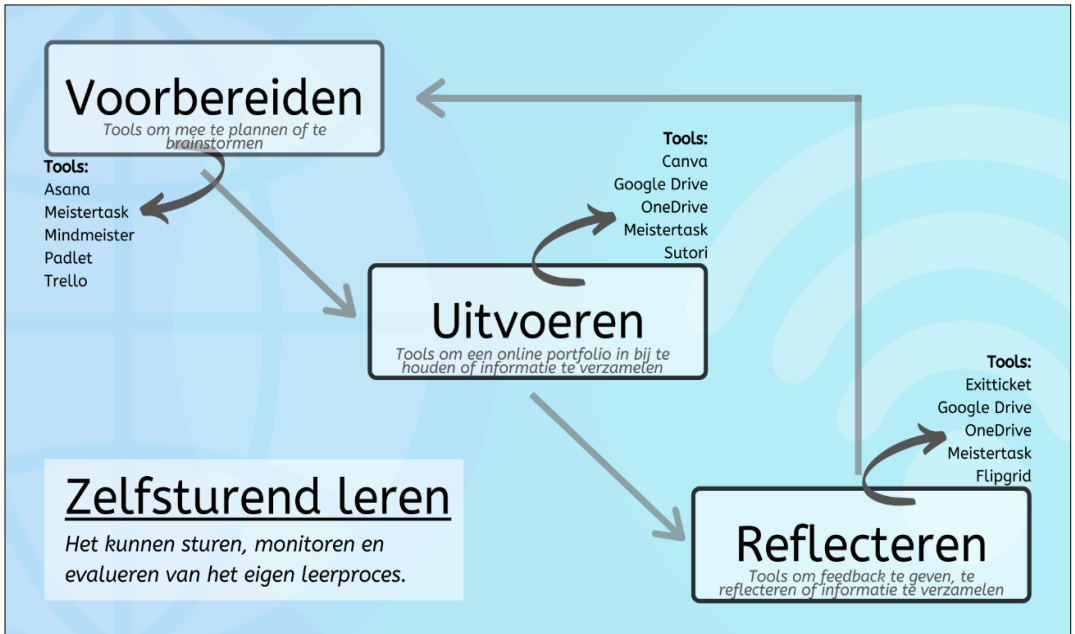 Voorbereiden
Tools om mee te plannen of te
brainstormen
Tools:
Asana
Meistertask
Mindmeister
Padlet
Trello
Tools:
Canva
Google Drive
OneDrive
Meistertask
Sutori
Uitvoeren
Tools om een online portfolio in bij te
houden of informatie te verzamelen
Tools:
Exitticket
Google Drive
OneDrive
Meistertask
Flipgrid
Reflecteren
Tools om feedback te geven, te
reflecteren of informatie te verzamelen
Zelfsturend leren
Het kunnen sturen, monitoren en
evalueren van het eigen leerproces.